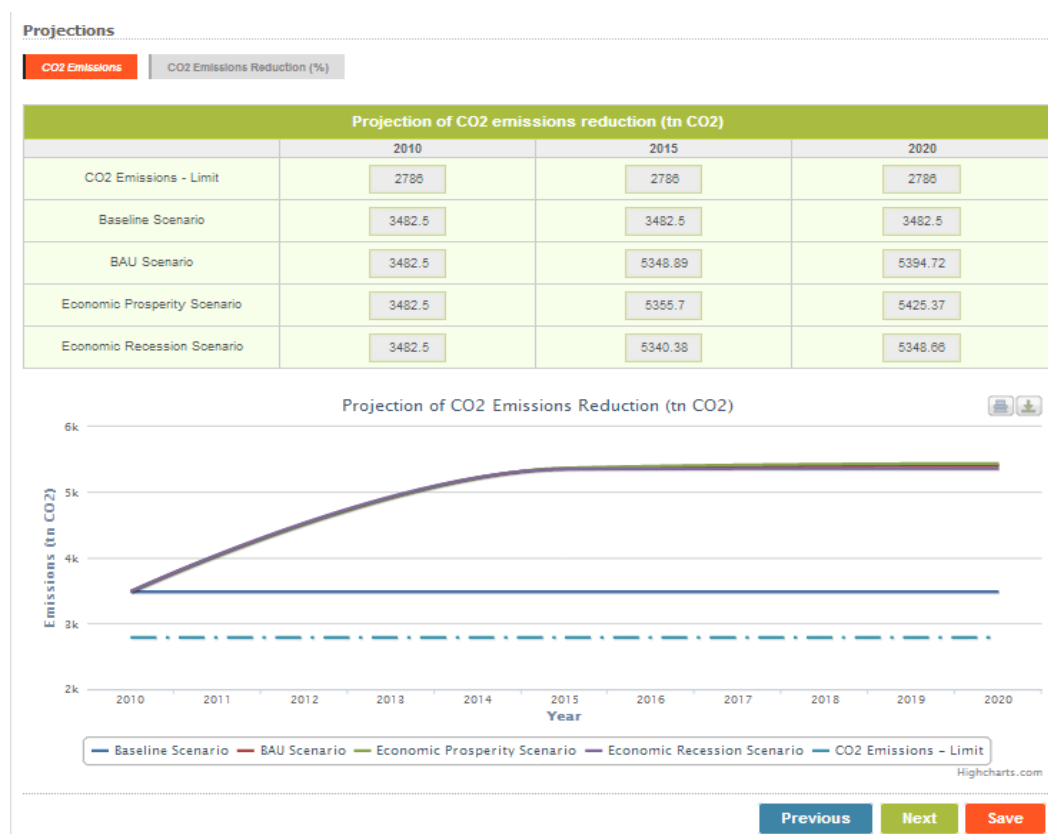 Projections
CO2 Emissions CO2 Emissions Reduction (%)
Projection of CO2 emissions reduction (tn CO2)
2010 2015 2020
CO2 Emissions - Limit 2786 2786 2786
Baseline Scenario 3482.5 3482.5 3482.5
BAU Scenario 3482.5 5348.89 5394.72
Economic Prosperity Scenario 3482.5 5355.7 5425.37
Economic Recession Scenario 3482.5 5340.38 5348.66
Projection of CO2 Emissions Reduction (tn CO2)
6k
5k
4k
3k
2k
Emissions (tn CO2)
2010 2011 2012 2013 2014 2015 2016 2017 2018 2019 2020
Year
Baseline Scenario BAU Scenario Economic Prosperity Scenario Economic Recession Scenario CO2 Emissions - Limit
Highcharts.com
Previous Next Save